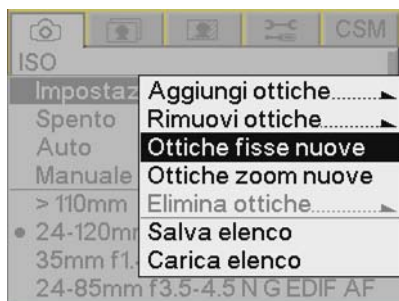 CSM
ISO
Impostaz
Aggiungi ottiche
Spento
Rimuovi ottiche
Auto
Ottiche fisse nuove
Manuale
Ottiche zoom nuove
> 110mm
Elimina ottiche
24-120mm
Salva elenco
35mm f1.
Carica elenco
24-85mm f3.5-4.5 N G EDIF AF